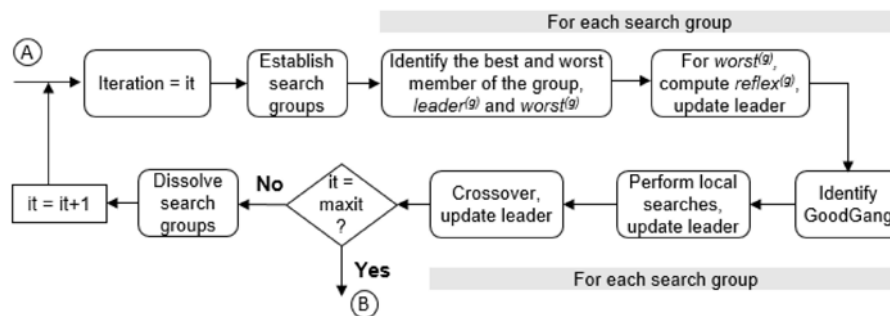 For each search group
A
Iteration = it
Establish
search
groups
Identify the best and worst
member of the group,
leader(g) and worst(g)
For worst(g),
compute reflex(g),
update leader
Identify
GoodGang
Perform local
searches,
update leader
Crossover,
update leader
it =
maxit
?
No
Dissolve
search
groups
it = it+1
Yes
B
For each search group